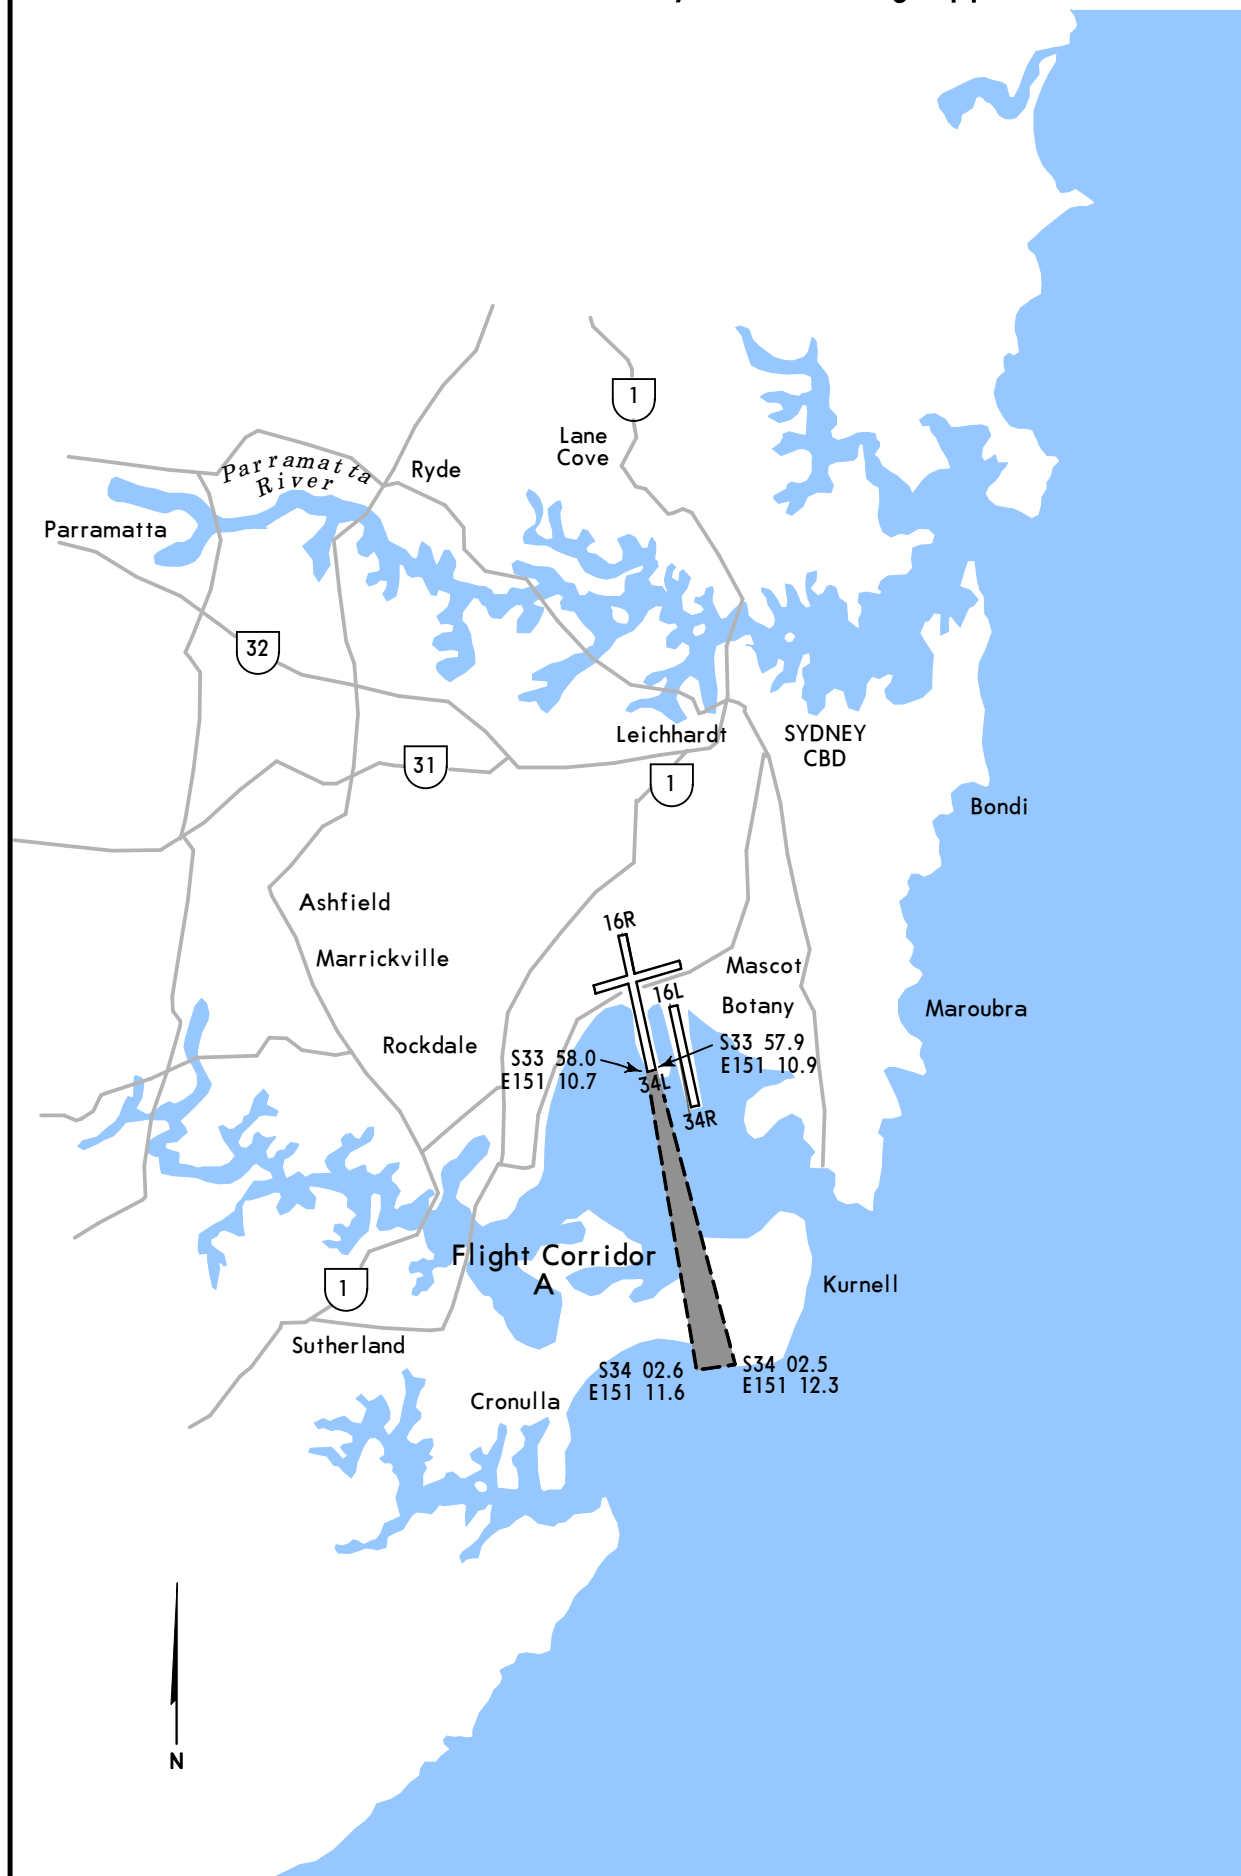 1
Lane
Cove
Parramatta
River
Ryde
Parramatta
32
Leichhardt
SYDNEY
CBD
31
1
Bondi
Ashfield
16R
Marrickville
Mascot
16L
Botany
Maroubra
Rockdale
S33 57.9
E151 10.9
S33 58.0
E151 10.7
34L
34R
Flight Corridor
A
Kurnell
1
Sutherland
S34 02.6
E151 11.6
S34 02.5
E151 12.3
Cronulla
N